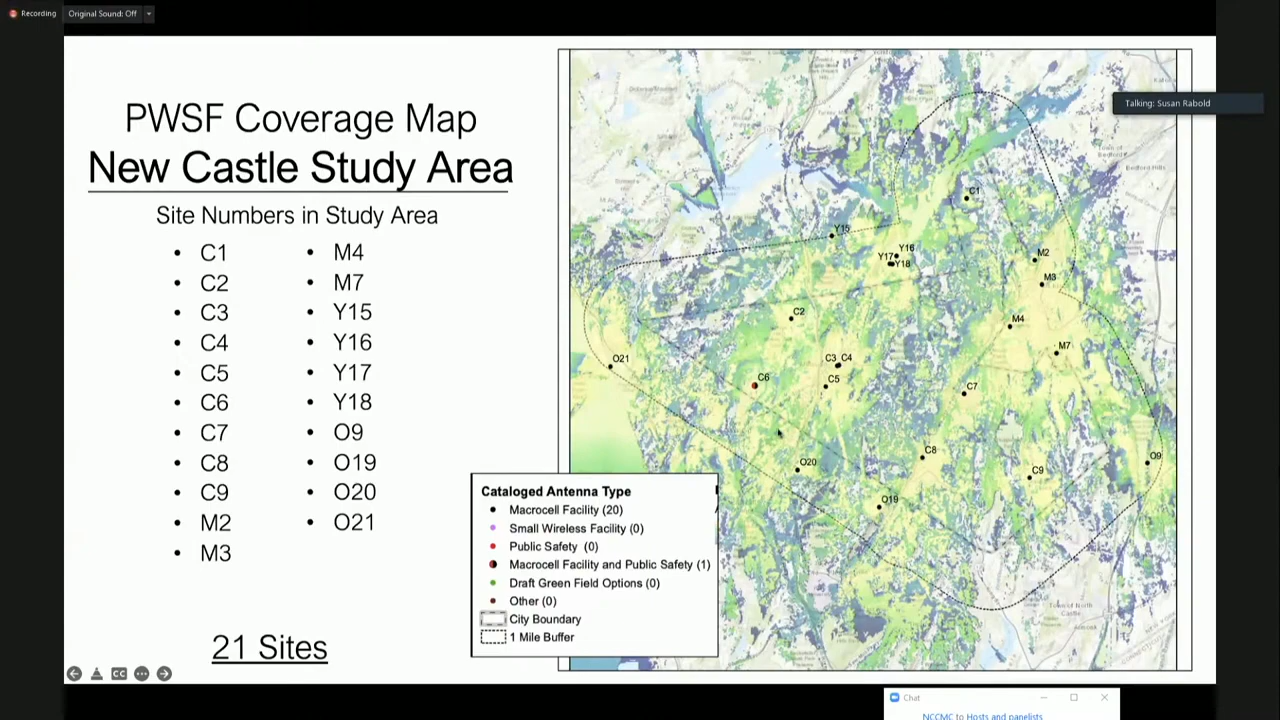 Recording
Original Sound: Off
PWSF Coverage Map
New Castle Study Area
Site Numbers in Study Area
• C1
• C2
• C3
• C4
• C5
• C6
• C7
• C8
• C9
• M2
• M3
• M4
• M7
• Y15
• Y16
• Y17
• Y18
• O9
• O19
• O20
• O21
21 Sites
Talking: Susan Rabold
C1
Y15
Y16
Y17
Y18
M2
M3
C2
M4
M7
C3 C4
O21
C6
C5
C7
C8
O9
O20
C9
O19
Town of North
Castle
Cataloged Antenna Type
Macrocell Facility (20)
Small Wireless Facility (0)
Public Safety (0)
Macrocell Facility and Public Safety (1)
Draft Green Field Options (0)
Other (0)
City Boundary
1 Mile Buffer
CC
Chat
NCCMC to Hosts and panelists